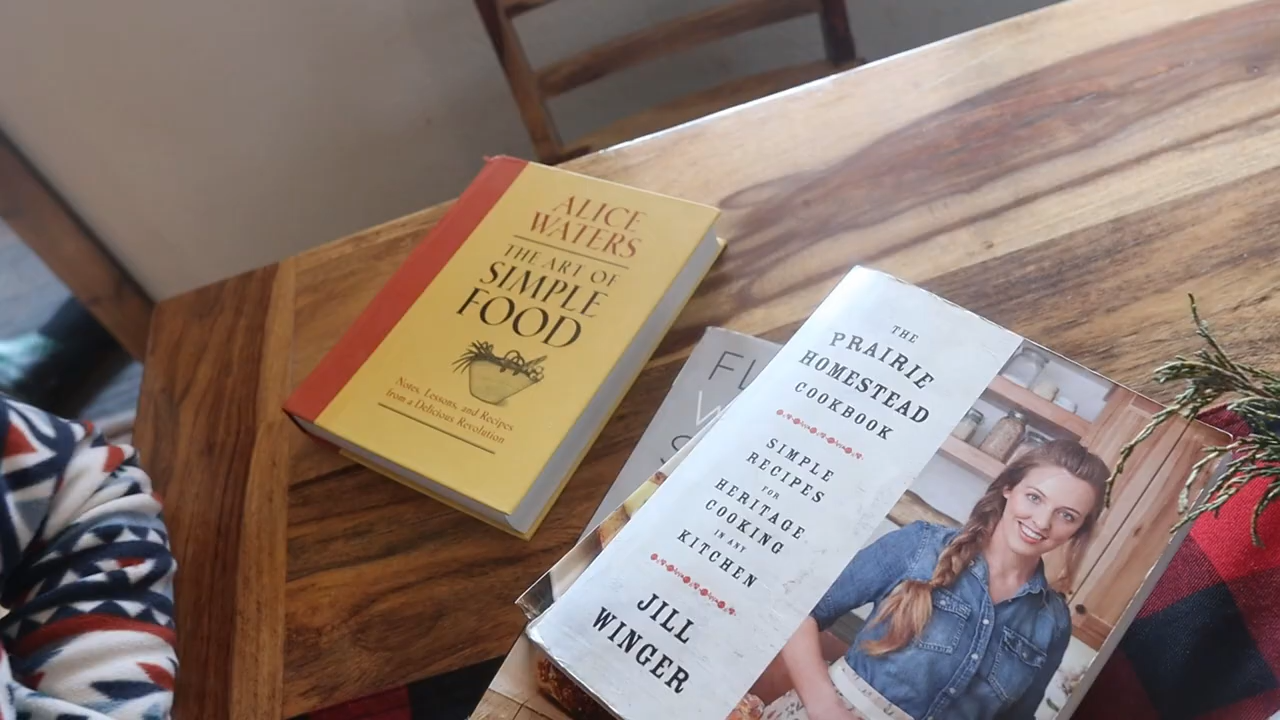 ALICE
WATERS
THE ART OF
SIMPLE
FOOD
Notes, Lessons, and Recipes
from a Delicious Revolution
THE
PRAIRIE
HOMESTEAD
COOKBOOK
SIMPLE
RECIPES
FOR
HERITAGE
COOKING
IN ANY
KITCHEN
JILL
WINGER